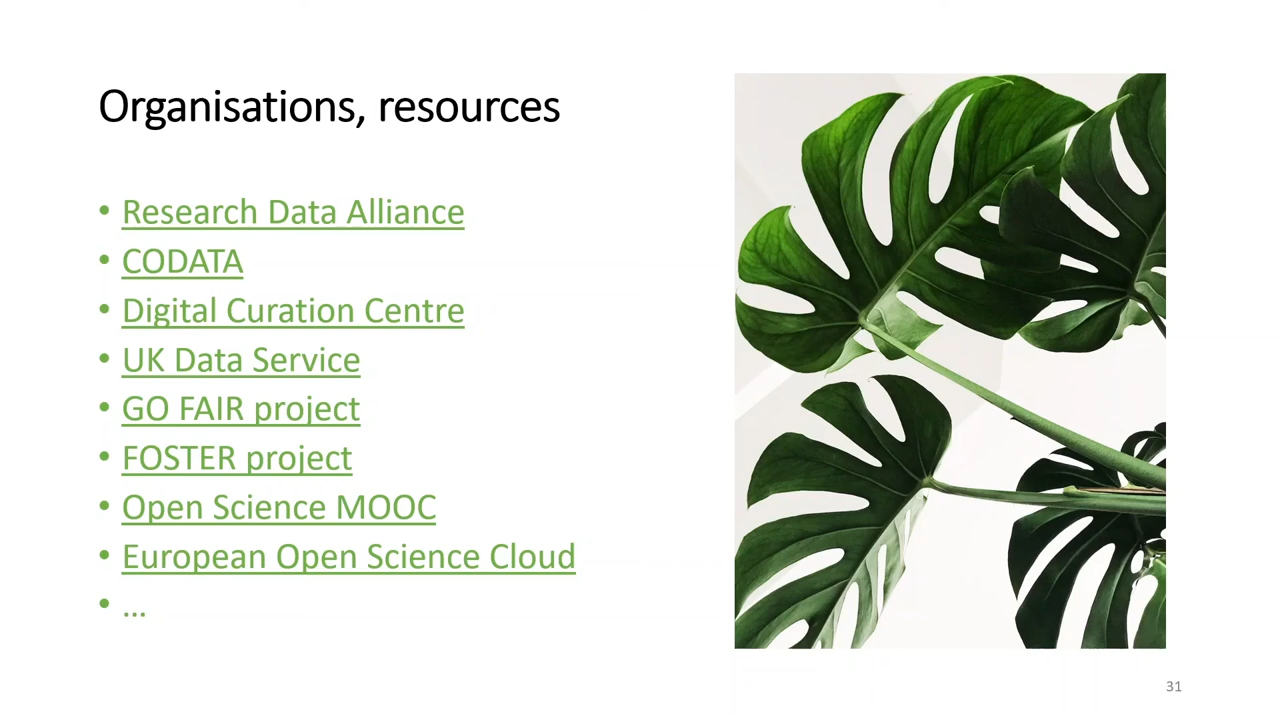 Organisations, resources
• Research Data Alliance
• CODATA
• Digital Curation Centre
• UK Data Service
• GO FAIR project
• FOSTER project
• Open Science MOOC
• European Open Science Cloud
• ...
31